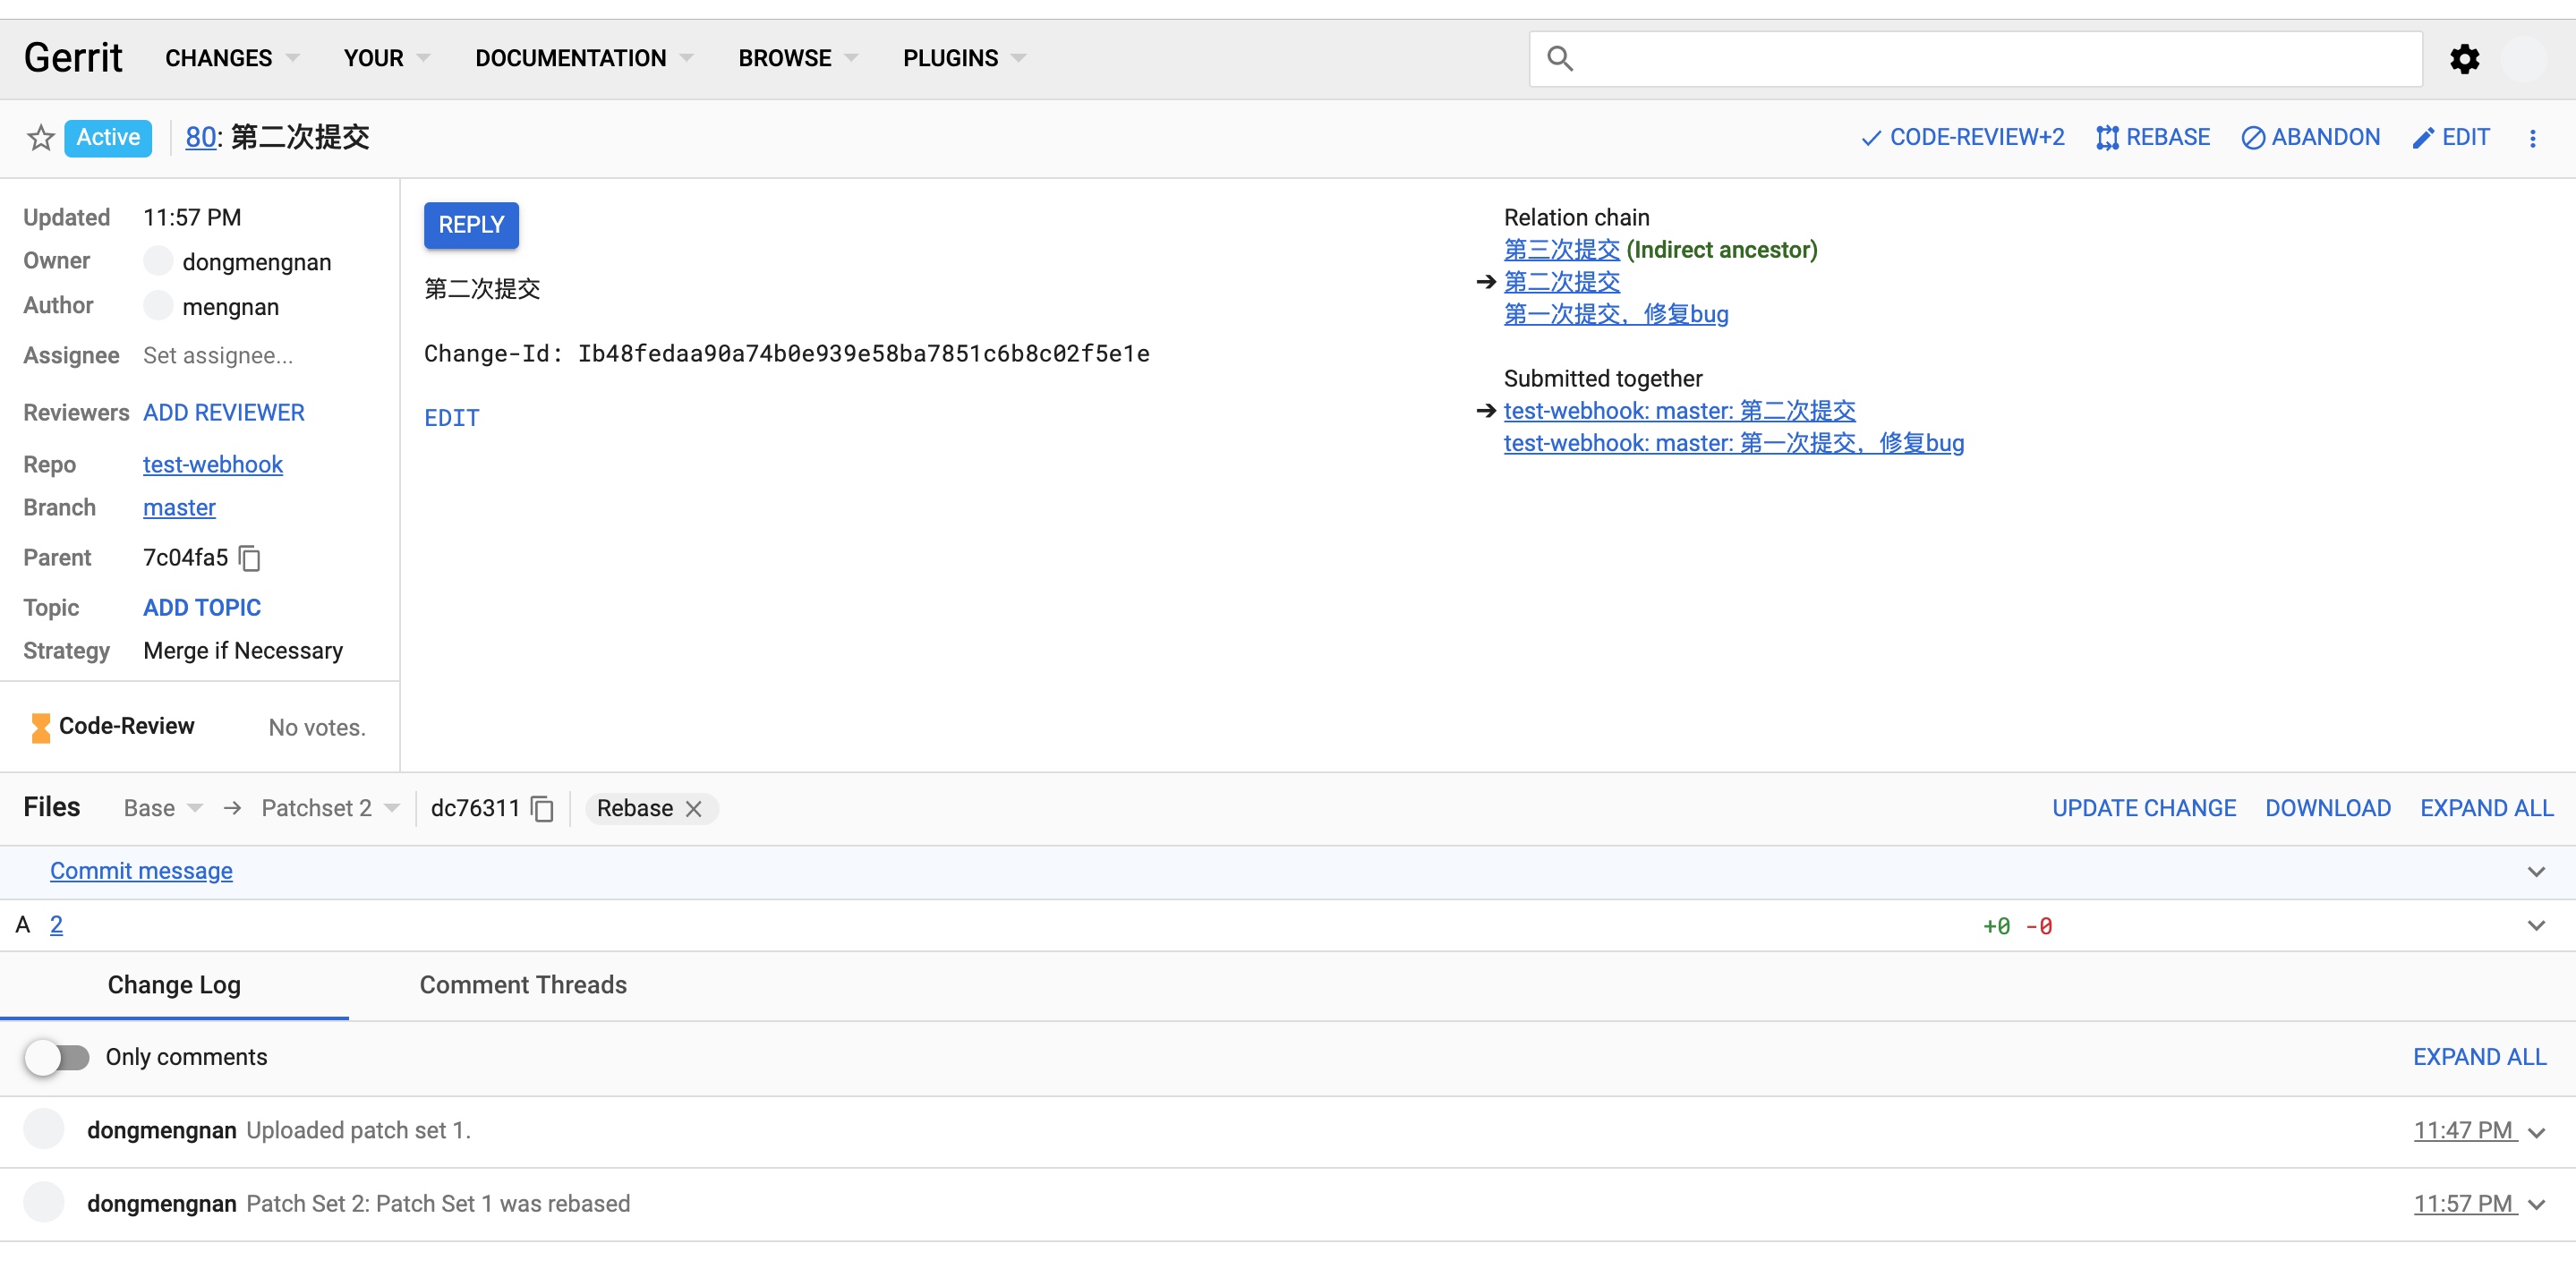 Gerrit CHANGES YOUR DOCUMENTATION BROWSE PLUGINS
Active 80: 第二次提交 CODE-REVIEW+2 REBASE ABANDON EDIT
Updated 11:57 PM
Owner dongmengnan
Author mengnan
Assignee Set assignee...
Reviewers ADD REVIEWER
Repo test-webhook
Branch master
Parent 7c04fa5
Topic ADD TOPIC
Strategy Merge if Necessary
Code-Review No votes.
REPLY
第二次提交
Change-Id: Ib48fedaa90a74b0e939e58ba7851c6b8c02f5e1e
EDIT
Relation chain
第三次提交 (Indirect ancestor)
➔ 第二次提交
第一次提交，修复bug
Submitted together
➔ test-webhook: master: 第二次提交
test-webhook: master: 第一次提交，修复bug
Files Base → Patchset 2 dc76311 Rebase UPDATE CHANGE DOWNLOAD EXPAND ALL
Commit message
A 2 +0 -0
Change Log Comment Threads
Only comments EXPAND ALL
dongmengnan Uploaded patch set 1. 11:47 PM
dongmengnan Patch Set 2: Patch Set 1 was rebased 11:57 PM